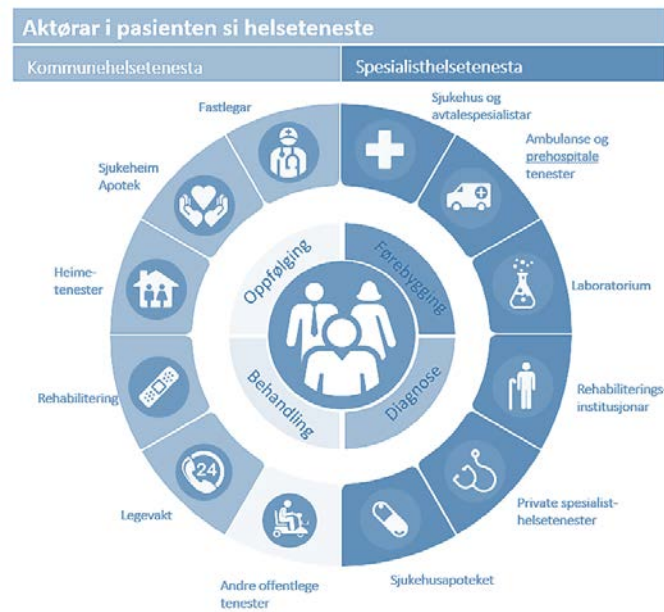 Aktørar i pasienten si helseteneste
Kommunehelsetenesta
Spesialisthelsetenesta
Fastlegar
Sjukehus og
avtalespesialistar
Ambulanse og
prehospitale
tenester
Sjukeheim
Apotek
Heime-
tenester
Laboratorium
Oppfølging
Førebygging
Behandling
Diagnose
Rehabilitering
Rehabiliterings-
institusjonar
24
Legevakt
Private spesialist-
helsetenester
Andre offentlege
tenester
Sjukehusapoteket